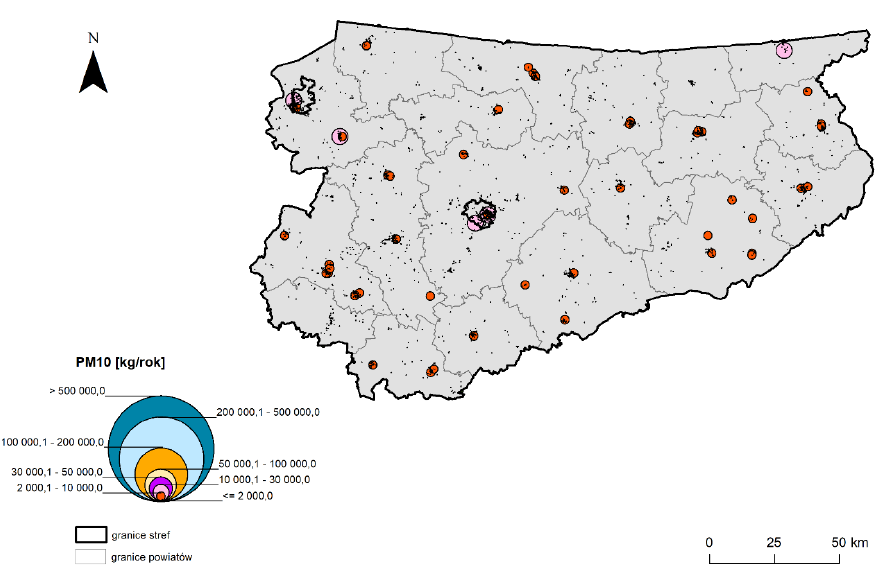 N
PM10 [kg/rok]
> 500 000,0
200 000,1 - 500 000,0
100 000,1 - 200 000,0
50 000,1 - 100 000,0
30 000,1 - 50 000,0
10 000,1 - 30 000,0
2 000,1 - 10 000,0
<= 2 000,0
granice stref
granice powiatów
0 25 50 km